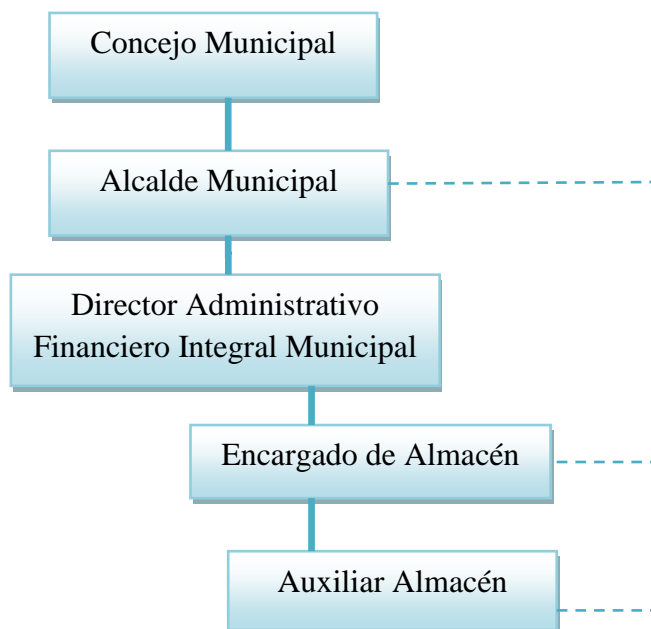 Concejo Municipal
Alcalde Municipal
Director Administrativo
Financiero Integral Municipal
Encargado de Almacén
Auxiliar Almacén